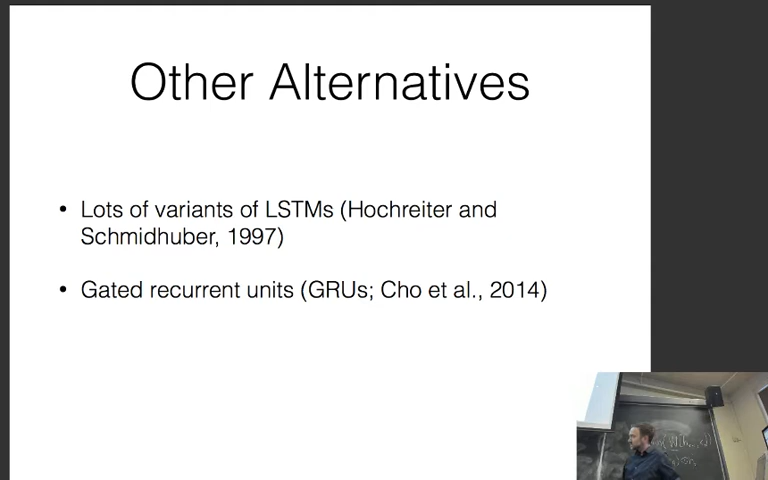 Other Alternatives
• Lots of variants of LSTMs (Hochreiter and
Schmidhuber, 1997)
• Gated recurrent units (GRUs; Cho et al., 2014)